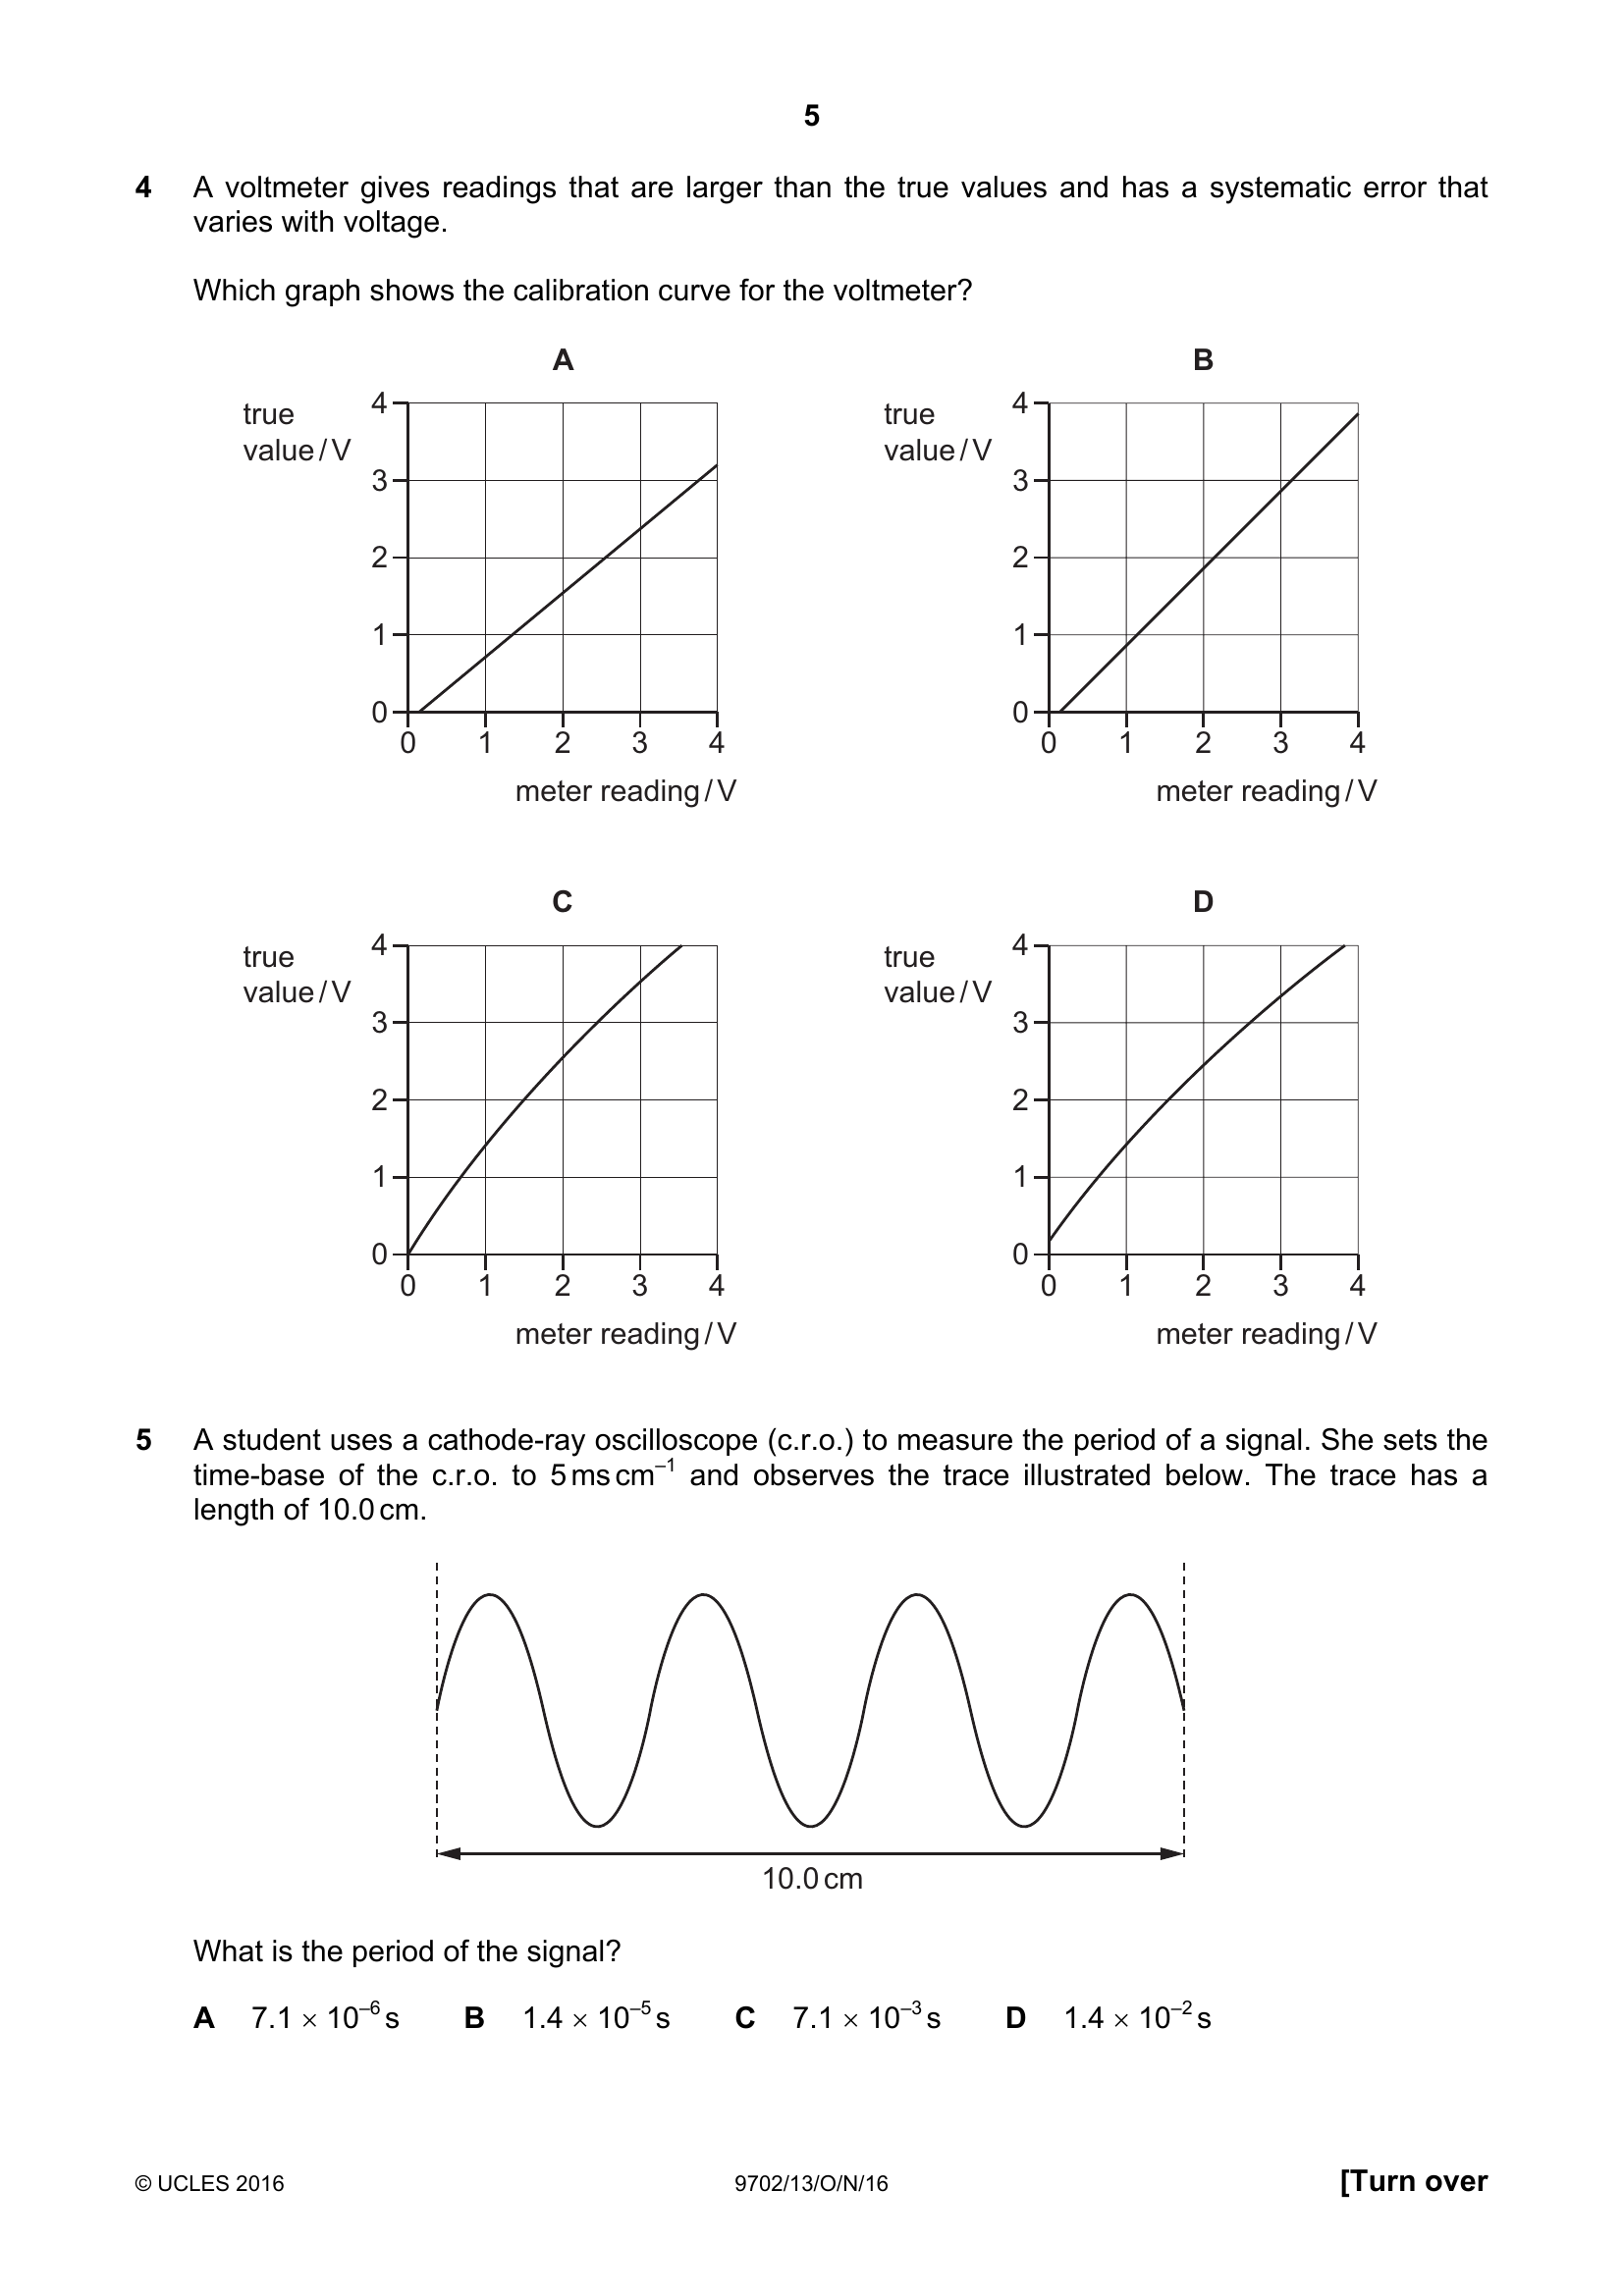 5
4 A voltmeter gives readings that are larger than the true values and has a systematic error that
varies with voltage.
Which graph shows the calibration curve for the voltmeter?
A
true
value / V
4
3
2
1
0
0 1 2 3 4
meter reading / V
B
true
value / V
4
3
2
1
0
0 1 2 3 4
meter reading / V
C
true
value / V
4
3
2
1
0
0 1 2 3 4
meter reading / V
D
true
value / V
4
3
2
1
0
0 1 2 3 4
meter reading / V
5 A student uses a cathode-ray oscilloscope (c.r.o.) to measure the period of a signal. She sets the
time-base of the c.r.o. to 5 ms cm⁻¹ and observes the trace illustrated below. The trace has a
length of 10.0 cm.
10.0 cm
What is the period of the signal?
A 7.1 × 10⁻⁶ s B 1.4 × 10⁻⁵ s C 7.1 × 10⁻³ s D 1.4 × 10⁻² s
© UCLES 2016 9702/13/O/N/16 [Turn over